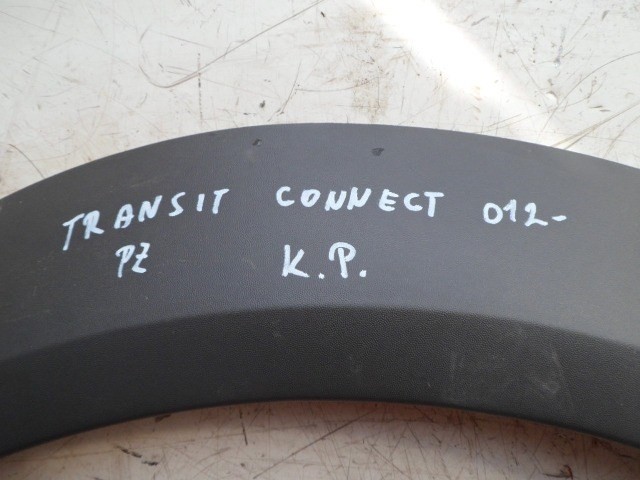 TRANSIT CONNECT 012-
PZ K.P.